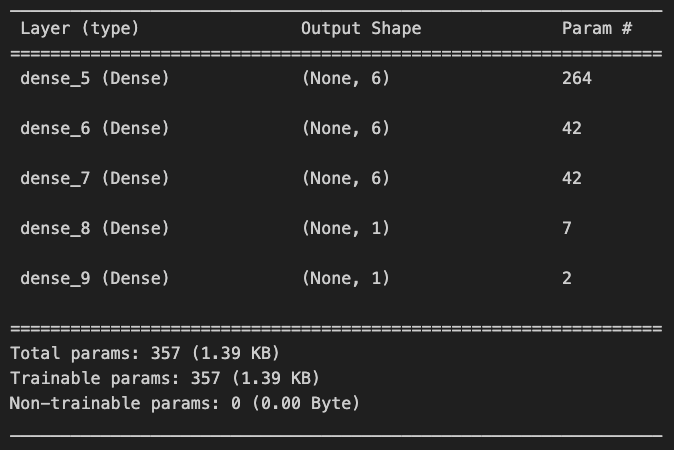 Layer (type) Output Shape Param #
=================================================================
dense_5 (Dense) (None, 6) 264
dense_6 (Dense) (None, 6) 42
dense_7 (Dense) (None, 6) 42
dense_8 (Dense) (None, 1) 7
dense_9 (Dense) (None, 1) 2
=================================================================
Total params: 357 (1.39 KB)
Trainable params: 357 (1.39 KB)
Non-trainable params: 0 (0.00 Byte)